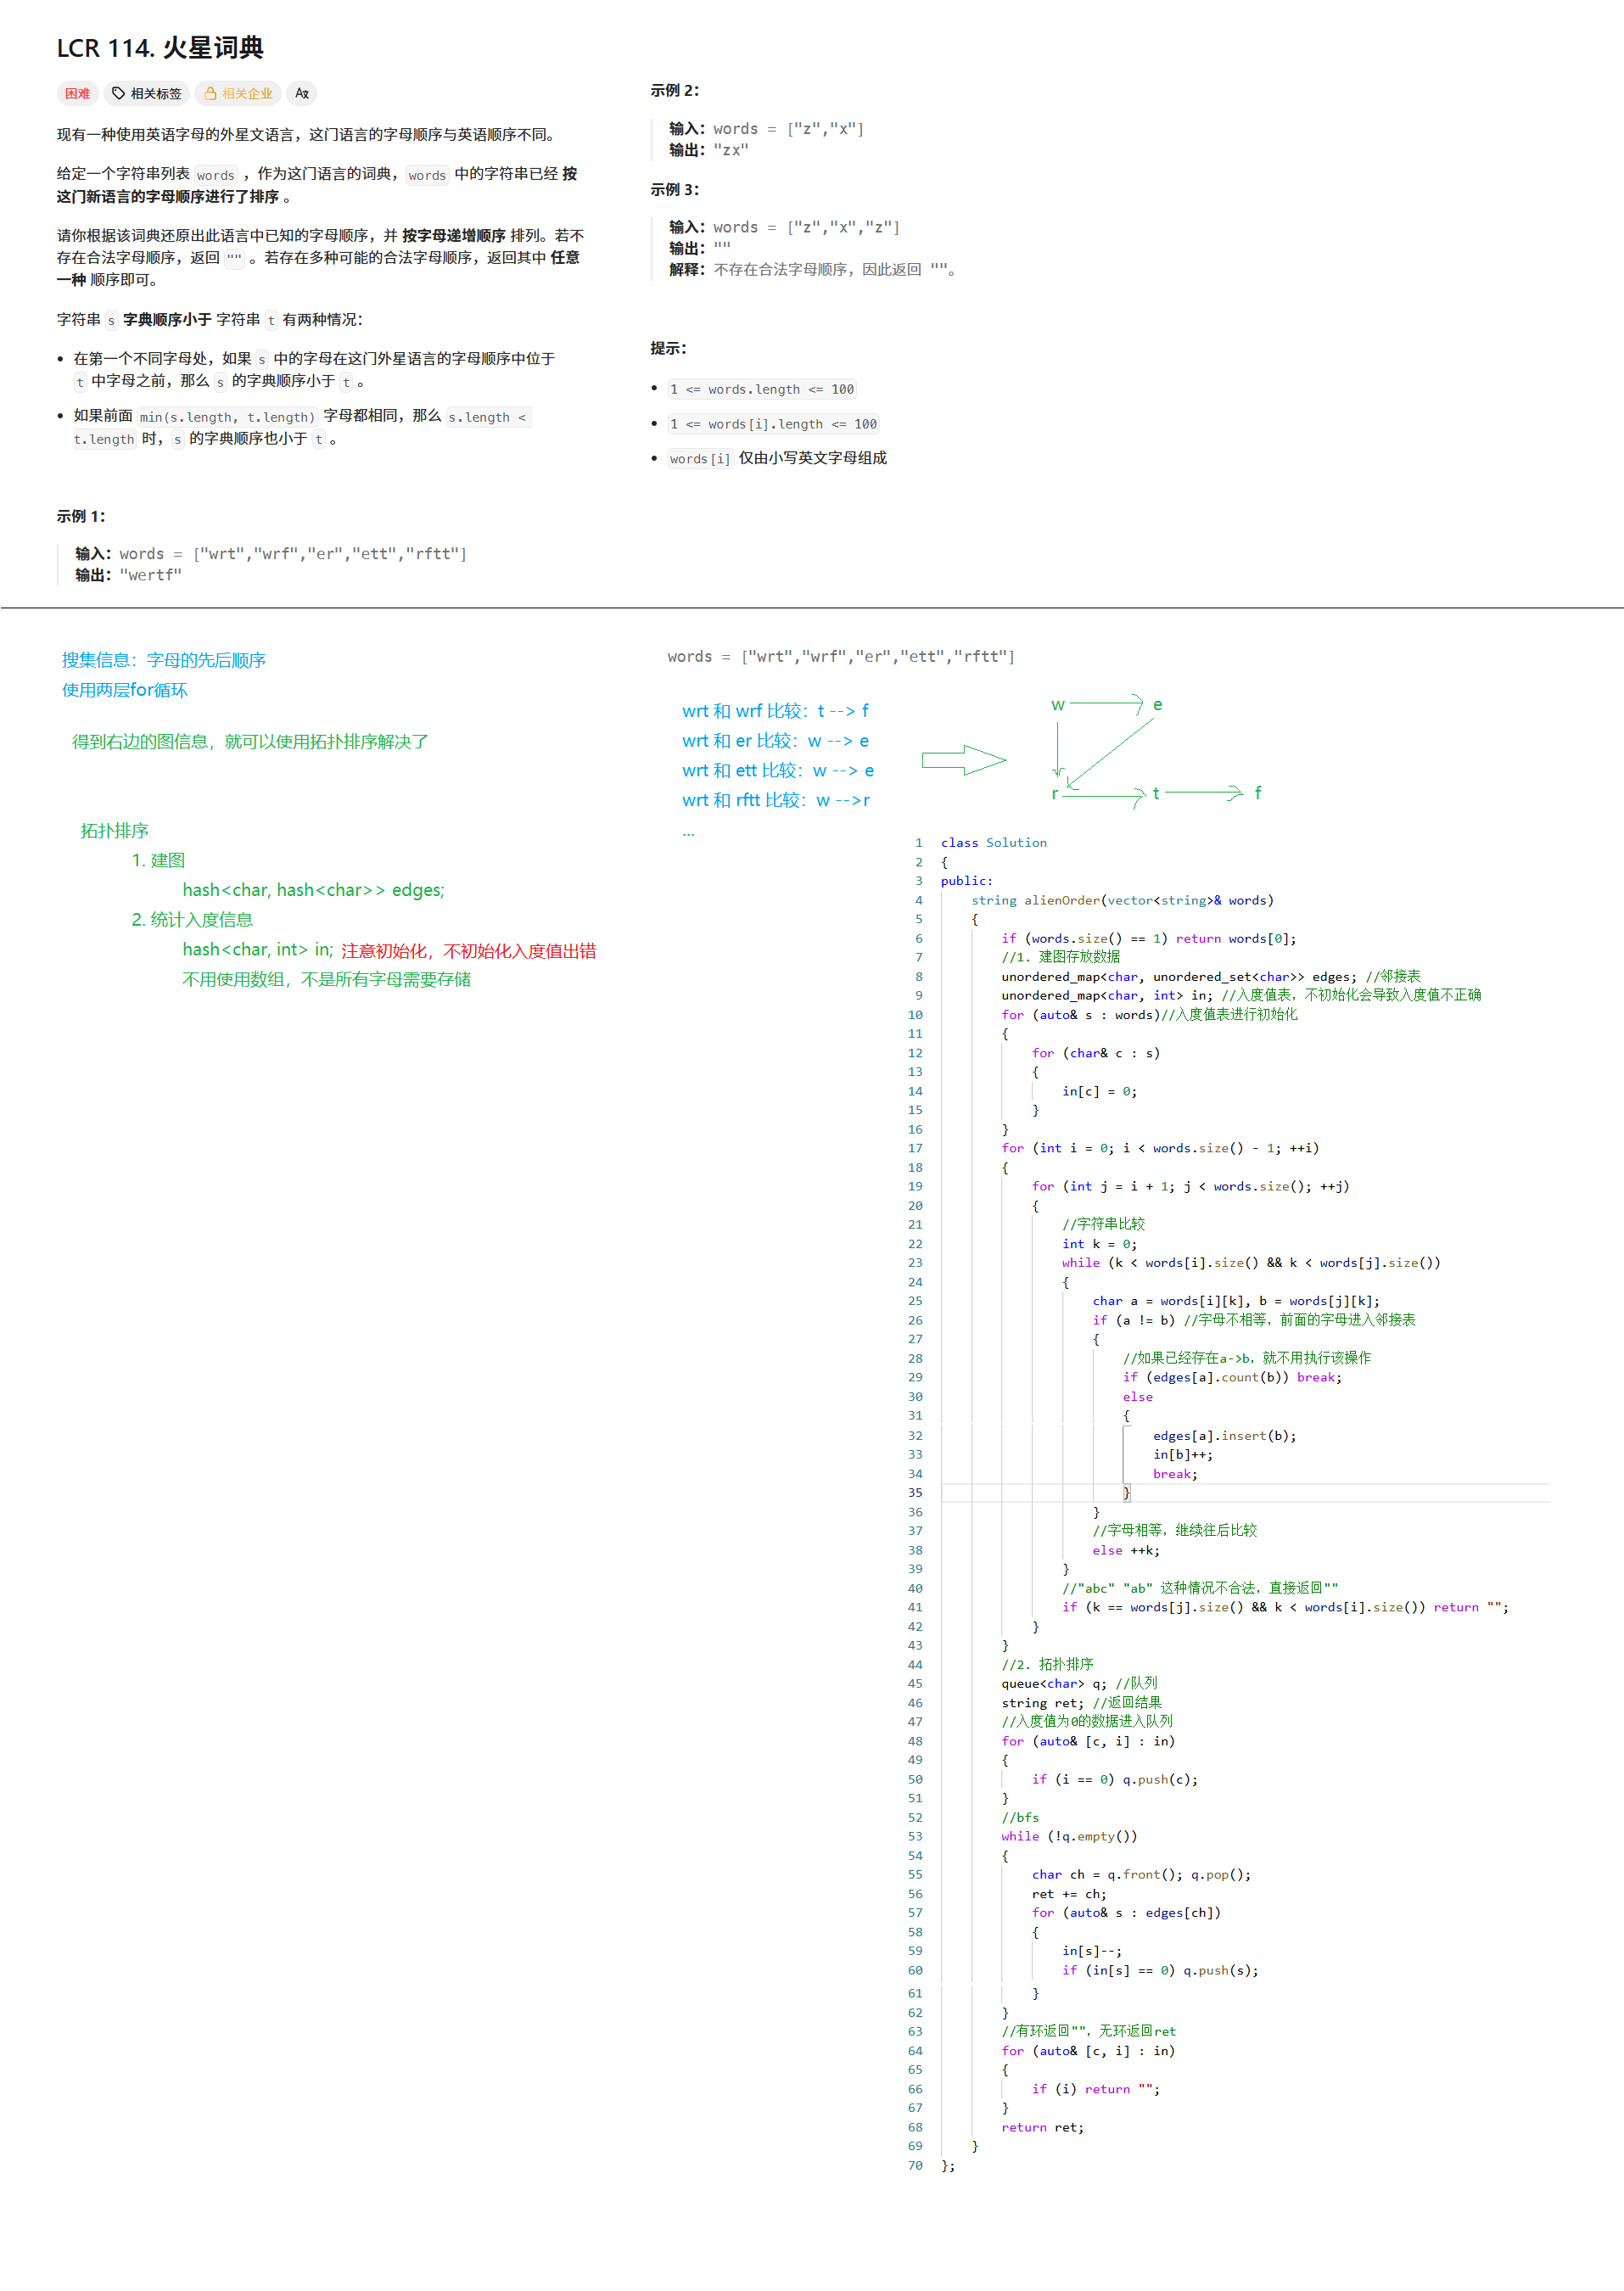 LCR 114. 火星词典
困难 相关标签 相关企业
现有一种使用英语字母的外星文语言，这门语言的字母顺序与英语顺序不同。
给定一个字符串列表 words ，作为这门语言的词典，words 中的字符串已经 按
这门新语言的字母顺序进行了排序 。
请你根据该词典还原出此语言中已知的字母顺序，并 按字母递增顺序 排列。若不
存在合法字母顺序，返回 "" 。若存在多种可能的合法字母顺序，返回其中 任意
一种 顺序即可。
字符串 s 字典顺序小于 字符串 t 有两种情况：
• 在第一个不同字母处，如果 s 中的字母在这门外星语言的字母顺序中位于
t 中字母之前，那么 s 的字典顺序小于 t 。
• 如果前面 min(s.length, t.length) 字母都相同，那么 s.length <
t.length 时，s 的字典顺序也小于 t 。
示例 1：
输入：words = ["wrt","wrf","er","ett","rftt"]
输出："wertf"
示例 2：
输入：words = ["z","x"]
输出："zx"
示例 3：
输入：words = ["z","x","z"]
输出：""
解释：不存在合法字母顺序，因此返回 ""。
提示：
• 1 <= words.length <= 100
• 1 <= words[i].length <= 100
• words[i] 仅由小写英文字母组成
搜集信息：字母的先后顺序
使用两层for循环
得到右边的图信息，就可以使用拓扑排序解决了
拓扑排序
1. 建图
hash<char, hash<char>> edges;
2. 统计入度信息
hash<char, int> in; 注意初始化，不初始化入度值出错
不用使用数组，不是所有字母需要存储
words = ["wrt","wrf","er","ett","rftt"]
wrt 和 wrf 比较：t --> f
wrt 和 er 比较：w --> e
wrt 和 ett 比较：w --> e
wrt 和 rftt 比较：w -->r
...
w e
r t f
1 class Solution
2 {
3 public:
4 string alienOrder(vector<string>& words)
5 {
6 if (words.size() == 1) return words[0];
7 //1. 建图存放数据
8 unordered_map<char, unordered_set<char>> edges; //邻接表
9 unordered_map<char, int> in; //入度值表，不初始化会导致入度值不正确
10 for (auto& s : words)//入度值表进行初始化
11 {
12 for (char& c : s)
13 {
14 in[c] = 0;
15 }
16 }
17 for (int i = 0; i < words.size() - 1; ++i)
18 {
19 for (int j = i + 1; j < words.size(); ++j)
20 {
21 //字符串比较
22 int k = 0;
23 while (k < words[i].size() && k < words[j].size())
24 {
25 char a = words[i][k], b = words[j][k];
26 if (a != b) //字母不相等，前面的字母进入邻接表
27 {
28 //如果已经存在a->b，就不用执行该操作
29 if (edges[a].count(b)) break;
30 else
31 {
32 edges[a].insert(b);
33 in[b]++;
34 break;
35 }
36 }
37 //字母相等，继续往后比较
38 else ++k;
39 }
40 //"abc" "ab" 这种情况不合法，直接返回""
41 if (k == words[j].size() && k < words[i].size()) return "";
42 }
43 }
44 //2. 拓扑排序
45 queue<char> q; //队列
46 string ret; //返回结果
47 //入度值为0的数据进入队列
48 for (auto& [c, i] : in)
49 {
50 if (i == 0) q.push(c);
51 }
52 //bfs
53 while (!q.empty())
54 {
55 char ch = q.front(); q.pop();
56 ret += ch;
57 for (auto& s : edges[ch])
58 {
59 in[s]--;
60 if (in[s] == 0) q.push(s);
61 }
62 }
63 //有环返回""，无环返回ret
64 for (auto& [c, i] : in)
65 {
66 if (i) return "";
67 }
68 return ret;
69 }
70 };